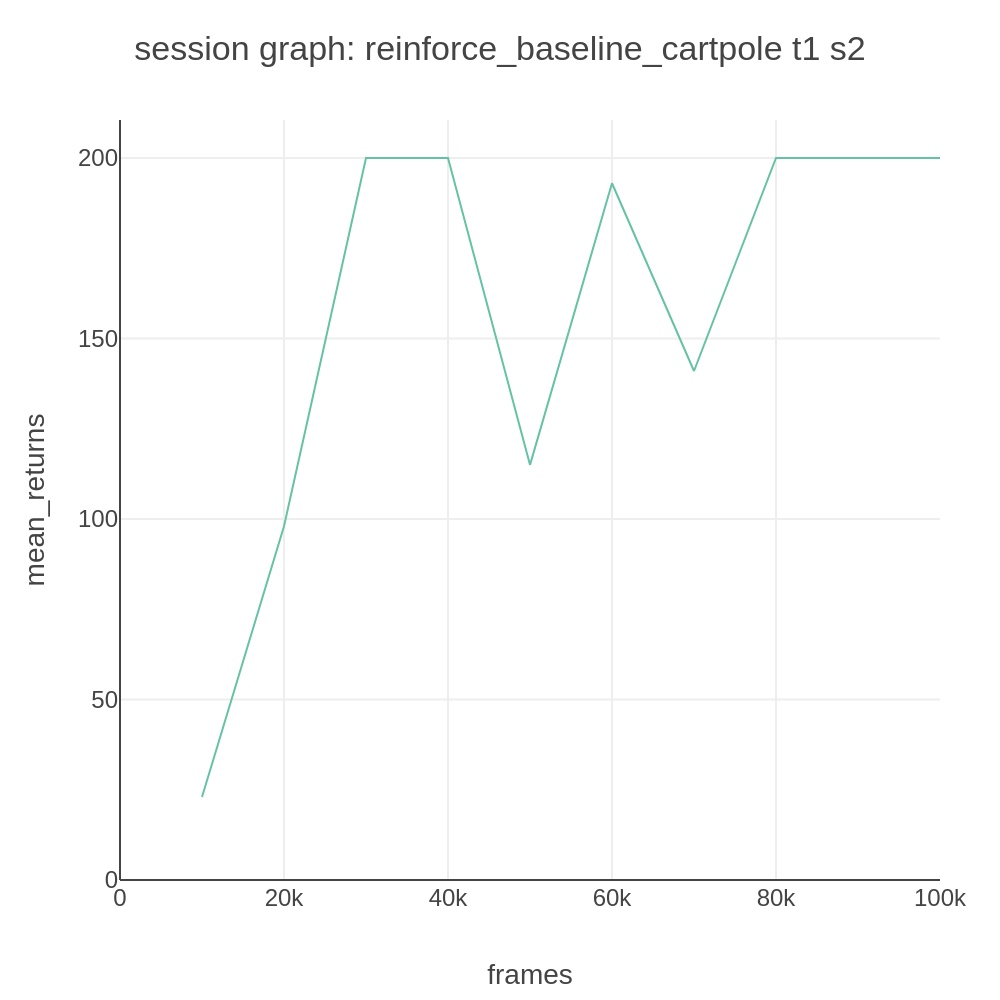 session graph: reinforce_baseline_cartpole t1 s2
mean_returns
200
150
100
50
0
0
20k
40k
60k
80k
100k
frames